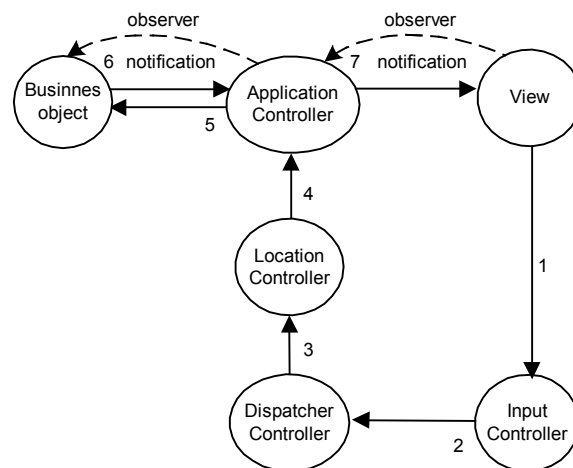 observer
observer
6 notification
7 notification
Businnes
object
Application
Controller
View
5
4
Location
Controller
1
3
Dispatcher
Controller
Input
Controller
2